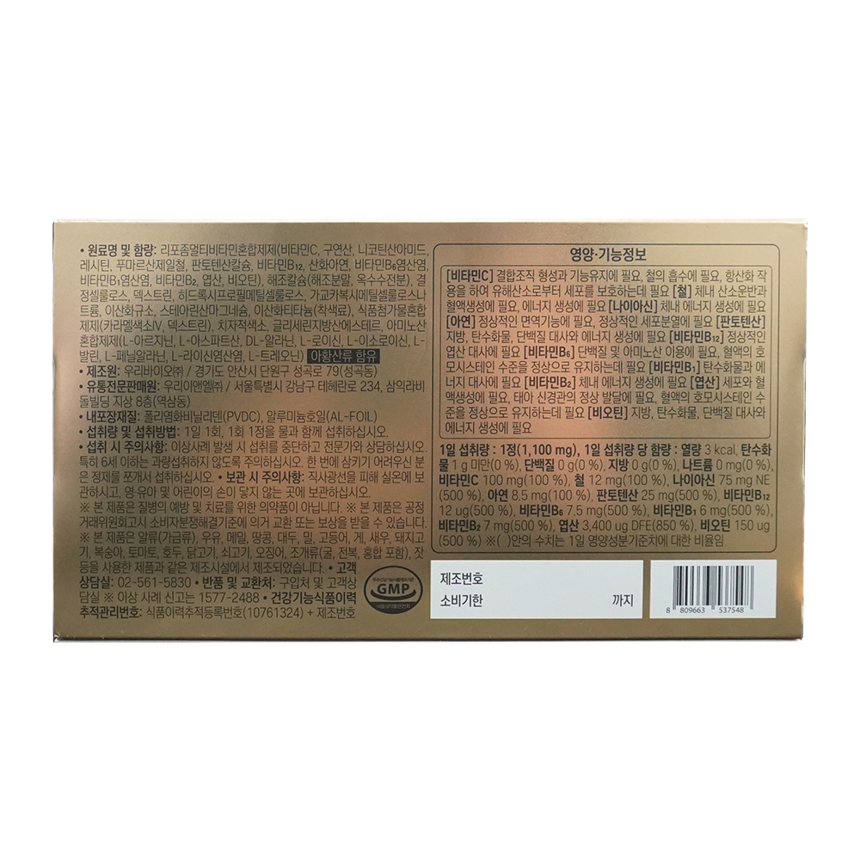 • 원료명 및 함량: 리포좀멀티비타민혼합제제(비타민C, 구연산, 니코틴산아미드,
레시틴, 푸마르산제일철, 판토텐산칼슘, 비타민B12, 산화아연, 비타민B6염산염,
비타민B1염산염, 비타민B2, 엽산, 비오틴), 해조칼슘(해조분말, 옥수수전분), 결
정셀룰로스, 덱스트린, 히드록시프로필메틸셀룰로스, 가교카복시메틸셀룰로스나
트륨, 이산화규소, 스테아린산마그네슘, 이산화티타늄(착색료), 식품첨가물혼합
제제(카라멜색소IV, 덱스트린), 치자적색소, 글리세린지방산에스테르, 아미노산
혼합제제(L-아르지닌, L-아스파트산, DL-알라닌, L-로이신, L-이소로이신, L-
발린, L-페닐알라닌, L-라이신염산염, L-트레오닌) 아황산류 함유
• 제조원: 우리바이오㈜ / 경기도 안산시 단원구 성곡로 79(성곡동)
• 유통전문판매원: 우리이앤엘㈜ / 서울특별시 강남구 테헤란로 234, 삼익라비
돌빌딩 지상 8층(역삼동)
• 내포장재질: 폴리염화비닐리덴(PVDC), 알루미늄호일(AL-FOIL)
• 섭취량 및 섭취방법: 1일 1회, 1회 1정을 물과 함께 섭취하십시오.
• 섭취 시 주의사항: 이상사례 발생 시 섭취를 중단하고 전문가와 상담하십시오.
특히 6세 이하는 과량섭취하지 않도록 주의하십시오. 한 번에 삼키기 어려우신 분
은 정제를 쪼개서 섭취하십시오. • 보관 시 주의사항: 직사광선을 피해 실온에 보
관하시고, 영·유아 및 어린이의 손이 닿지 않는 곳에 보관하십시오.
※ 본 제품은 질병의 예방 및 치료를 위한 의약품이 아닙니다. ※ 본 제품은 공정
거래위원회고시 소비자분쟁해결기준에 의거 교환 또는 보상을 받을 수 있습니다.
※ 본 제품은 알류(가금류), 우유, 메밀, 땅콩, 대두, 밀, 고등어, 게, 새우, 돼지고
기, 복숭아, 토마토, 호두, 닭고기, 쇠고기, 오징어, 조개류(굴, 전복, 홍합 포함), 잣
등을 사용한 제품과 같은 제조시설에서 제조되었습니다. • 고객
상담실: 02-561-5830 • 반품 및 교환처: 구입처 및 고객상
담실 ※ 이상 사례 신고는 1577-2488 • 건강기능식품이력
추적관리번호: 식품이력추적등록번호(10761324) + 제조번호
GMP
영양·기능정보
[비타민C] 결합조직 형성과 기능유지에 필요, 철의 흡수에 필요, 항산화 작
용을 하여 유해산소로부터 세포를 보호하는데 필요 [철] 체내 산소운반과
혈액생성에 필요, 에너지 생성에 필요 [나이아신] 체내 에너지 생성에 필요
[아연] 정상적인 면역기능에 필요, 정상적인 세포분열에 필요 [판토텐산]
지방, 탄수화물, 단백질 대사와 에너지 생성에 필요 [비타민B12] 정상적인
엽산 대사에 필요 [비타민B6] 단백질 및 아미노산 이용에 필요, 혈액의 호
모시스테인 수준을 정상으로 유지하는데 필요 [비타민B1] 탄수화물과 에
너지 대사에 필요 [비타민B2] 체내 에너지 생성에 필요 [엽산] 세포와 혈
액생성에 필요, 태아 신경관의 정상 발달에 필요, 혈액의 호모시스테인 수준
을 정상으로 유지하는데 필요 [비오틴] 지방, 탄수화물, 단백질 대사와
에너지 생성에 필요
1일 섭취량 : 1정(1,100 mg), 1일 섭취량 당 함량 : 열량 3 kcal, 탄수화
물 1 g 미만(0 %), 단백질 0 g(0 %), 지방 0 g(0 %), 나트륨 0 mg(0 %),
비타민C 100 mg(100 %), 철 12 mg(100 %), 나이아신 75 mg NE
(500 %), 아연 8.5 mg(100 %), 판토텐산 25 mg(500 %), 비타민B12
12 ug(500 %), 비타민B6 7.5 mg(500 %), 비타민B1 6 mg(500 %),
비타민B2 7 mg(500 %), 엽산 3,400 ug DFE(850 %), 비오틴 150 ug
(500 %) ※( )안의 수치는 1일 영양성분기준치에 대한 비율임
제조번호
소비기한 까지
8 809663 537548